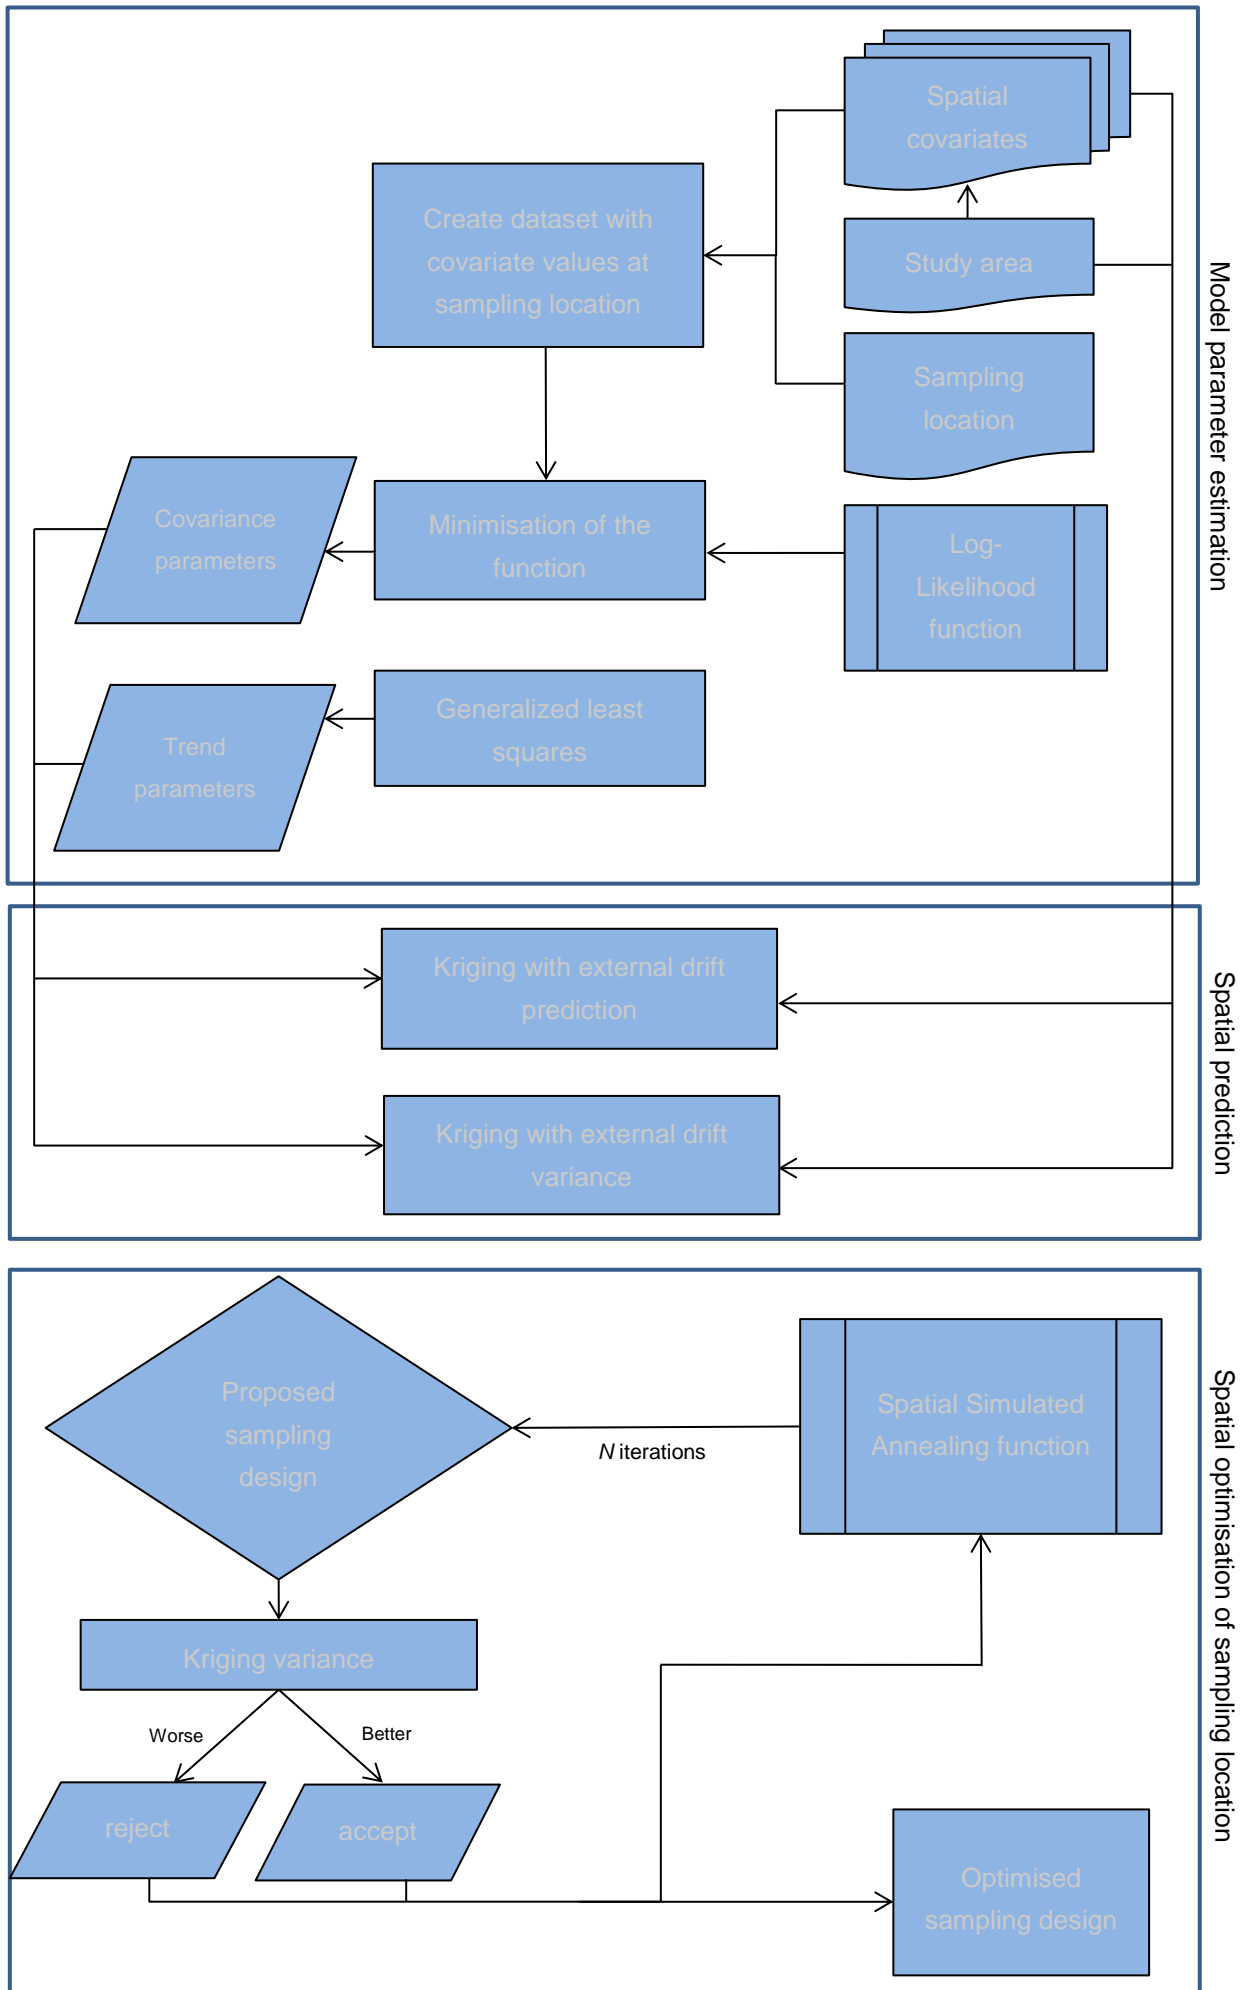 Spatial
covariates
Create dataset with
covariate values at
sampling location
Study area
Sampling
location
Model parameter estimation
Covariance
parameters
Minimisation of the
function
Log-
Likelihood
function
Generalized least
squares
Trend
parameters
Kriging with external drift
prediction
Kriging with external drift
variance
Spatial prediction
Proposed
sampling
design
N iterations
Spatial Simulated
Annealing function
Kriging variance
Worse
Better
reject
accept
Optimised
sampling design
Spatial optimisation of sampling location